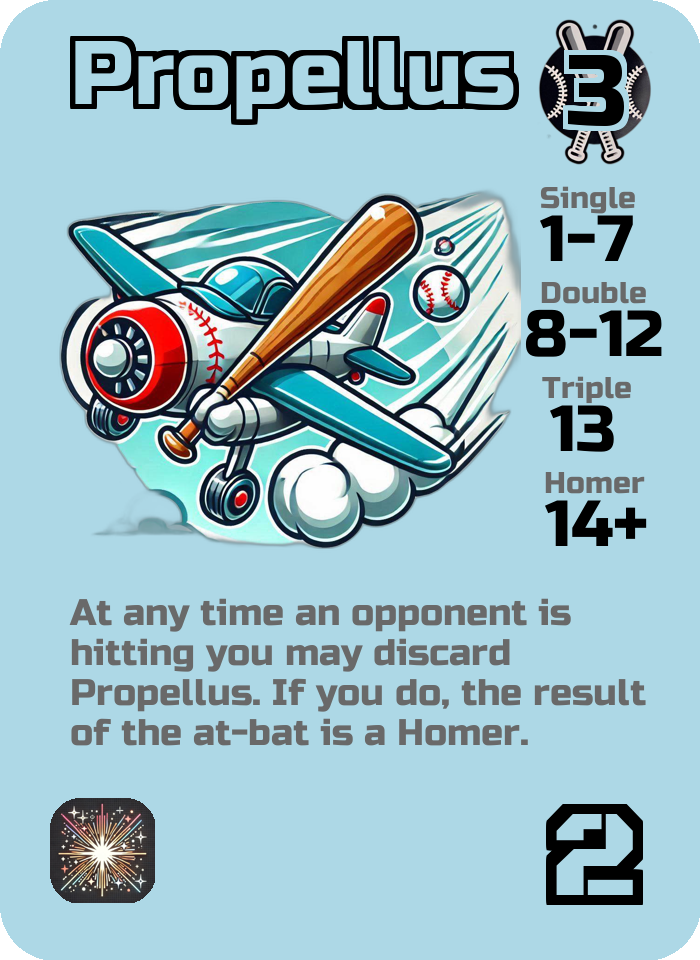 Propellus
3
Single
1-7
Double
8-12
Triple
13
Homer
14+
At any time an opponent is
hitting you may discard
Propellus. If you do, the result
of the at-bat is a Homer.
2